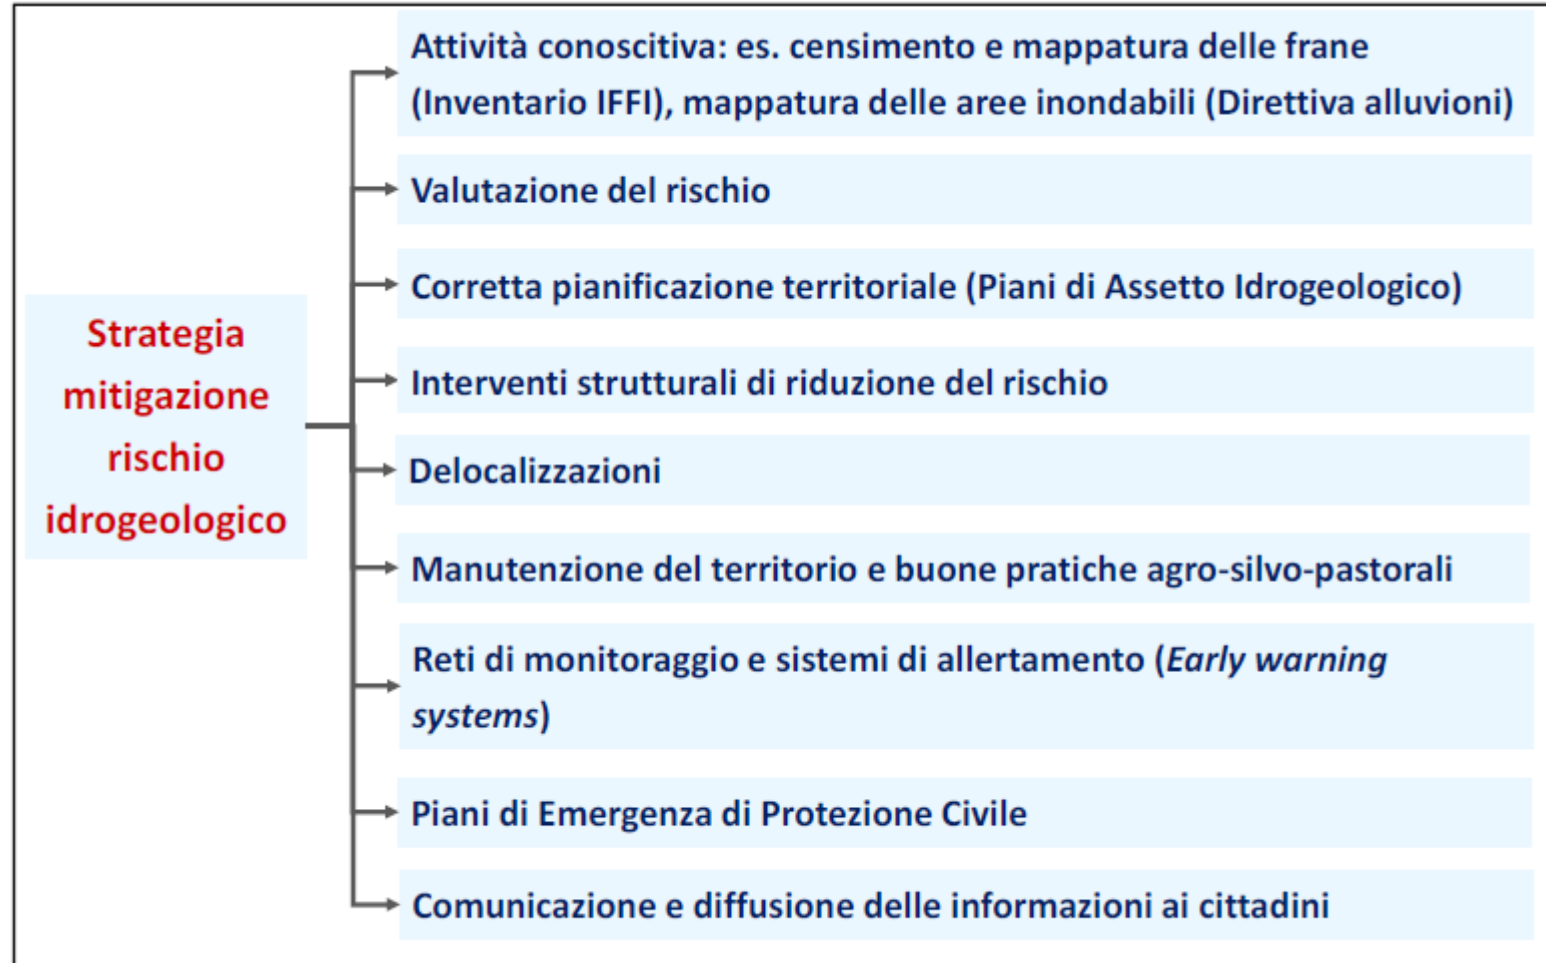 Strategia
mitigazione
rischio
idrogeologico
Attività conoscitiva: es. censimento e mappatura delle frane
(Inventario IFFI), mappatura delle aree inondabili (Direttiva alluvioni)
Valutazione del rischio
Corretta pianificazione territoriale (Piani di Assetto Idrogeologico)
Interventi strutturali di riduzione del rischio
Delocalizzazioni
Manutenzione del territorio e buone pratiche agro-silvo-pastorali
Reti di monitoraggio e sistemi di allertamento (Early warning
systems)
Piani di Emergenza di Protezione Civile
Comunicazione e diffusione delle informazioni ai cittadini